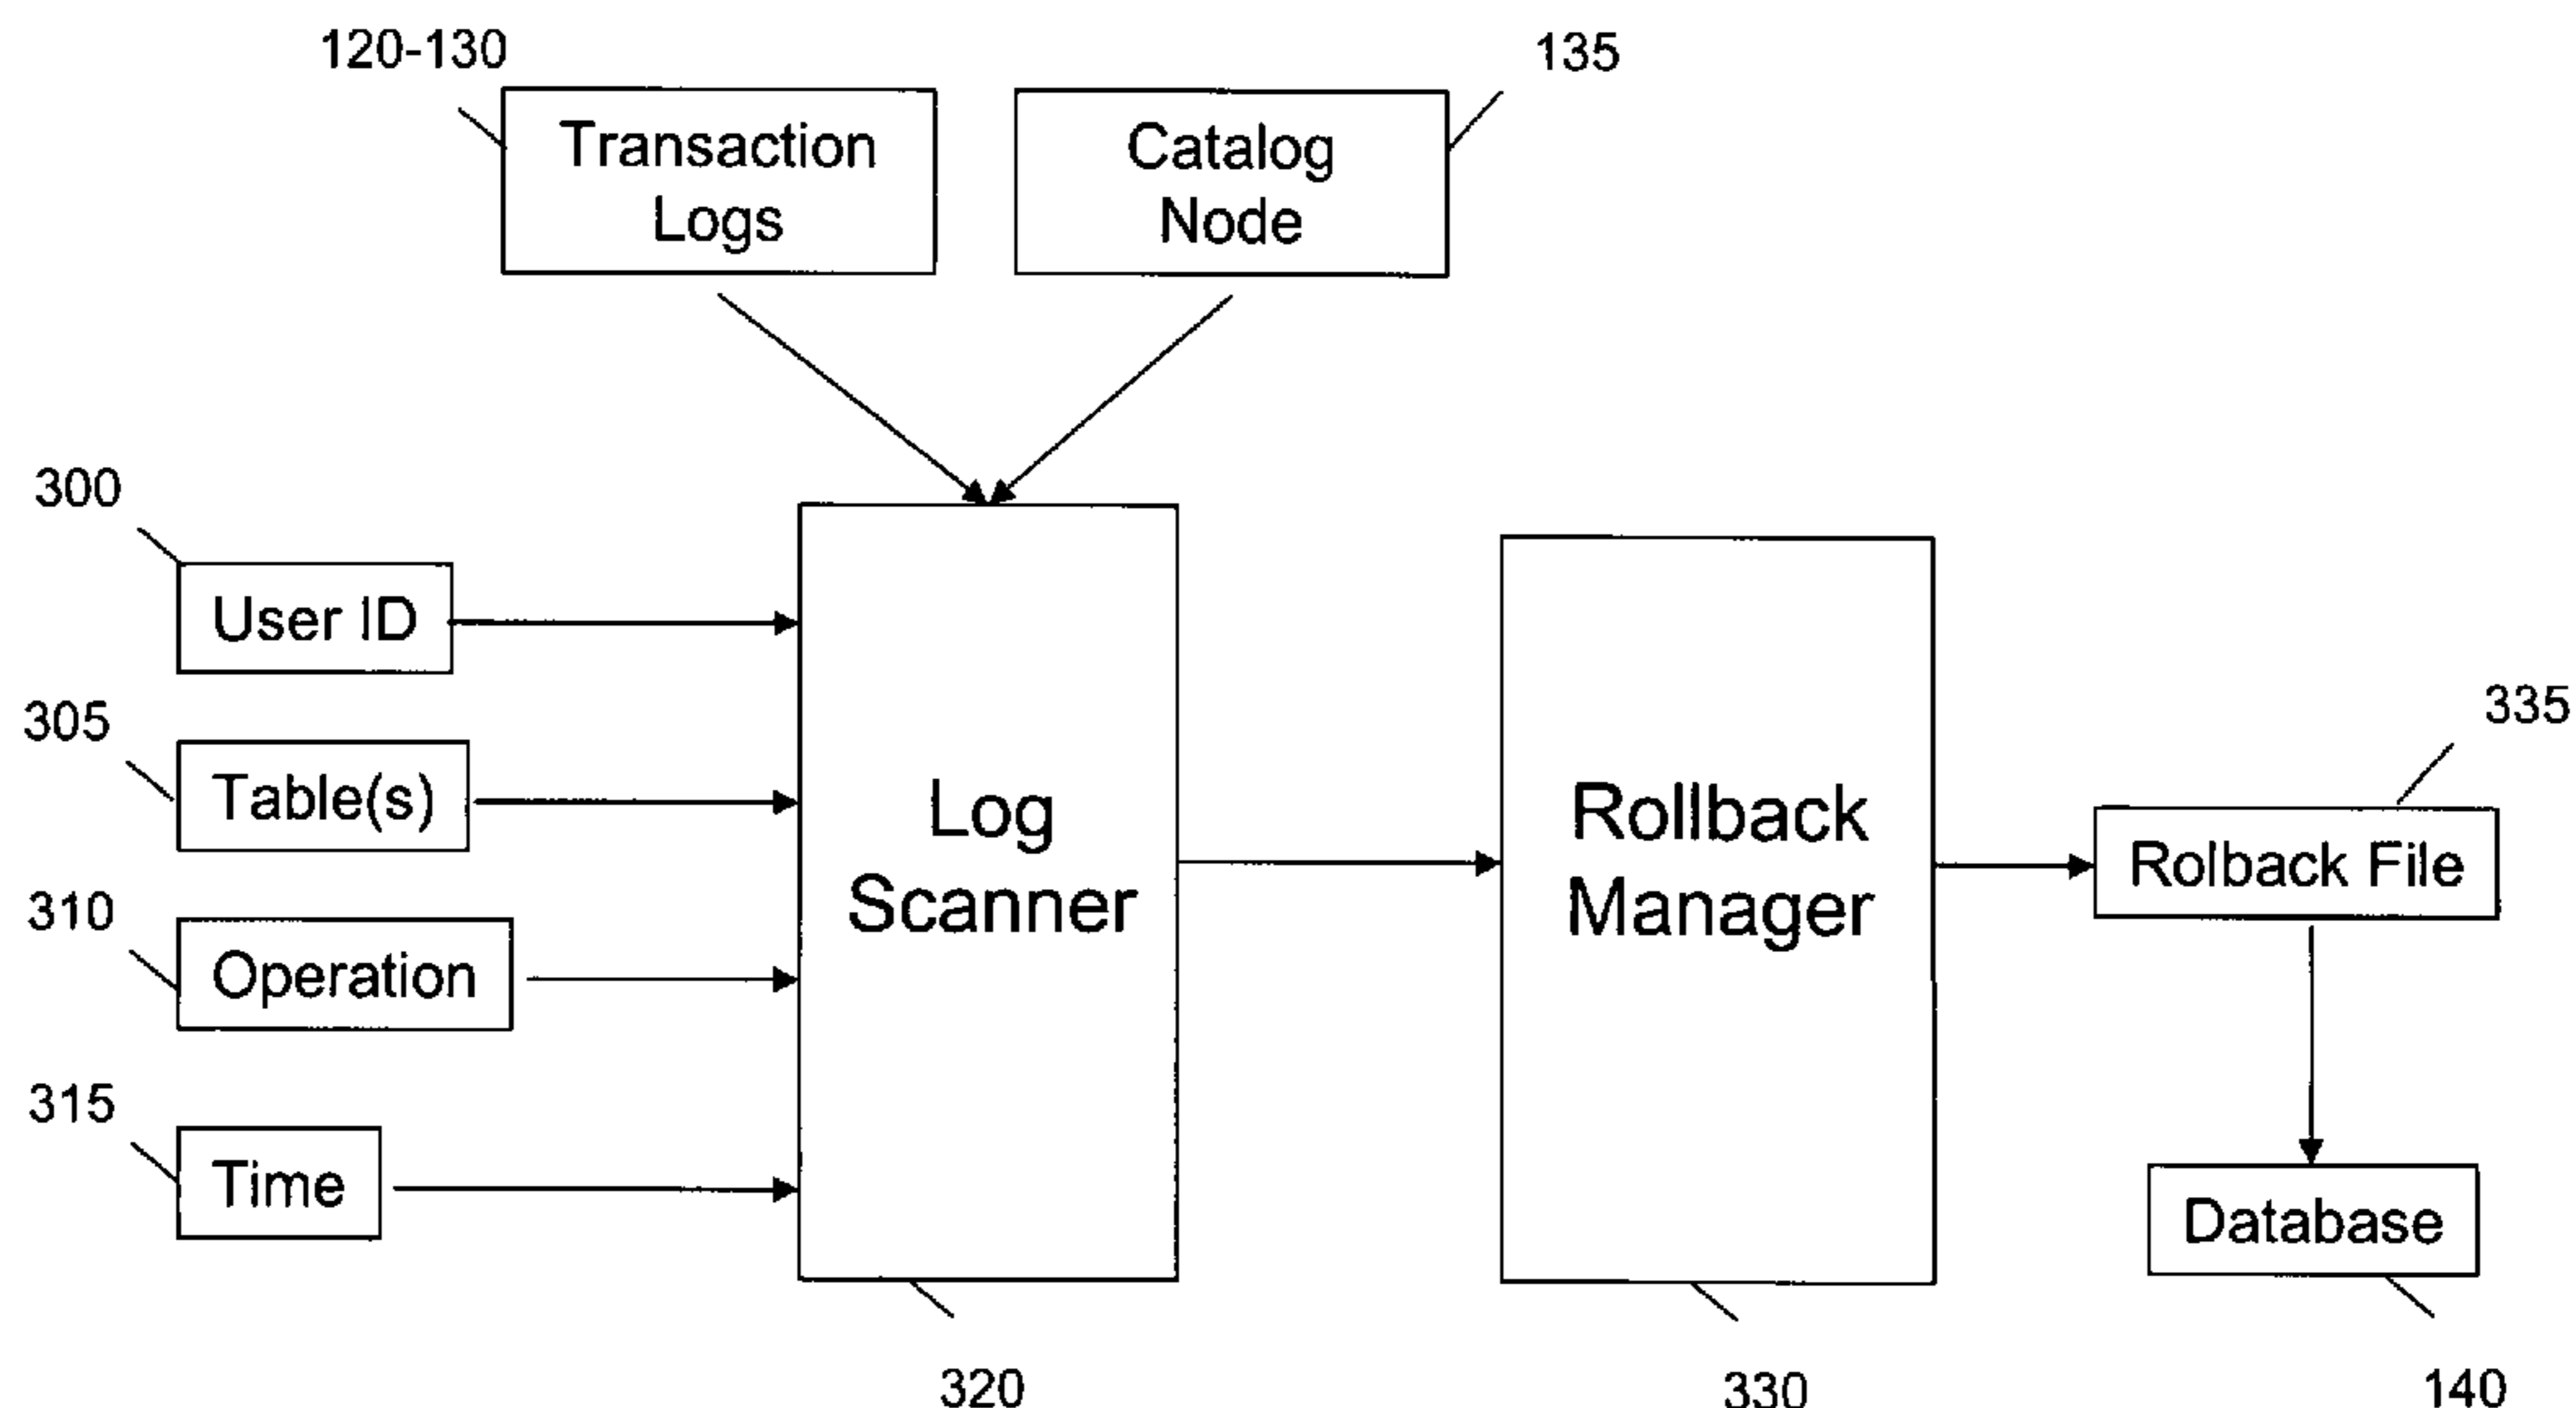 120-130
135
Transaction
Logs
Catalog
Node
300
User ID
305
Table(s)
310
Operation
315
Time
Log
Scanner
320
Rollback
Manager
330
335
Rolback File
Database
140